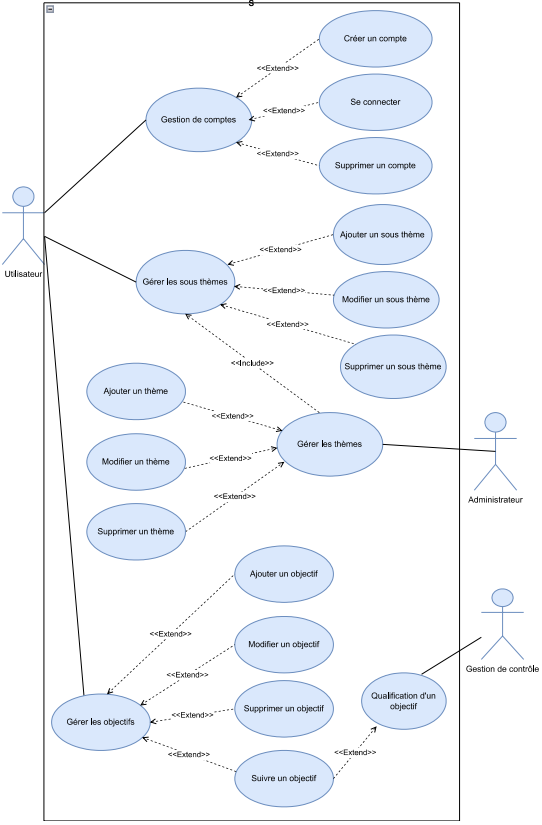 S
Créer un compte
<<Extend>>
Se connecter
Gestion de comptes
<<Extend>>
<<Extend>>
Supprimer un compte
Ajouter un sous thème
<<Extend>>
Utilisateur
Gérer les sous thèmes
<<Extend>>
Modifier un sous thème
<<Extend>>
<<Include>>
Supprimer un sous thème
Ajouter un thème
<<Extend>>
Gérer les thèmes
Modifier un thème
<<Extend>>
Administrateur
<<Extend>>
Supprimer un thème
Ajouter un objectif
<<Extend>>
Modifier un objectif
<<Extend>>
Gestion de contrôle
Qualification d'un
objectif
Supprimer un objectif
<<Extend>>
Gérer les objectifs
<<Extend>>
<<Extend>>
Suivre un objectif